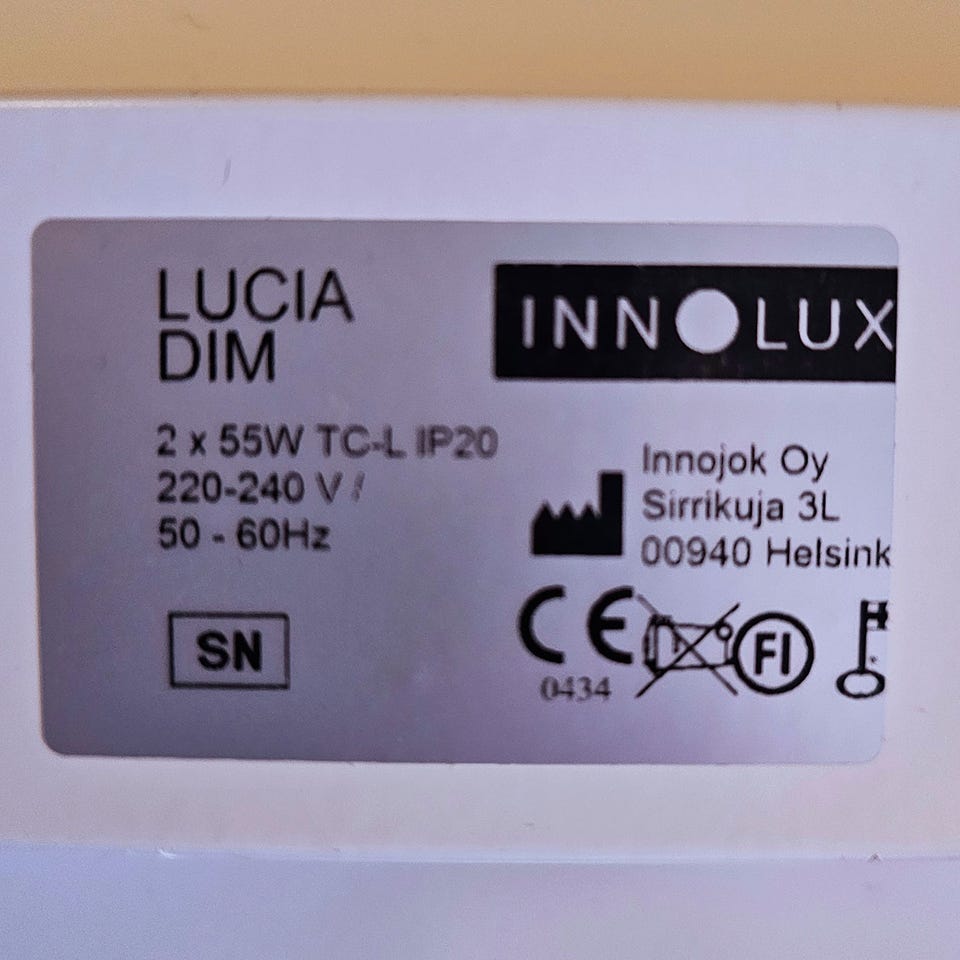 LUCIA
DIM
2 x 55W TC-L IP20
220-240 V /
50 - 60Hz
SN
INNOLUX
Innojok Oy
Sirrikuja 3L
00940 Helsink
CE
0434
FI